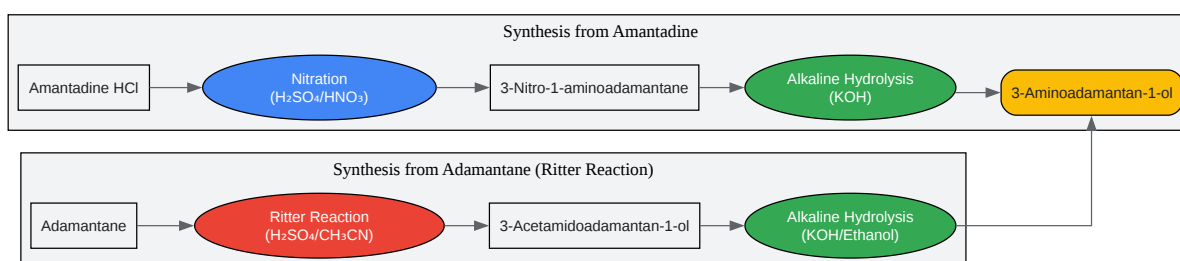 Synthesis from Amantadine
Amantadine HCl
Nitration
(H₂SO₄/HNO₃)
3-Nitro-1-aminoadamantane
Alkaline Hydrolysis
(KOH)
3-Aminoadamantan-1-ol
Synthesis from Adamantane (Ritter Reaction)
Adamantane
Ritter Reaction
(H₂SO₄/CH₃CN)
3-Acetamidoadamantan-1-ol
Alkaline Hydrolysis
(KOH/Ethanol)